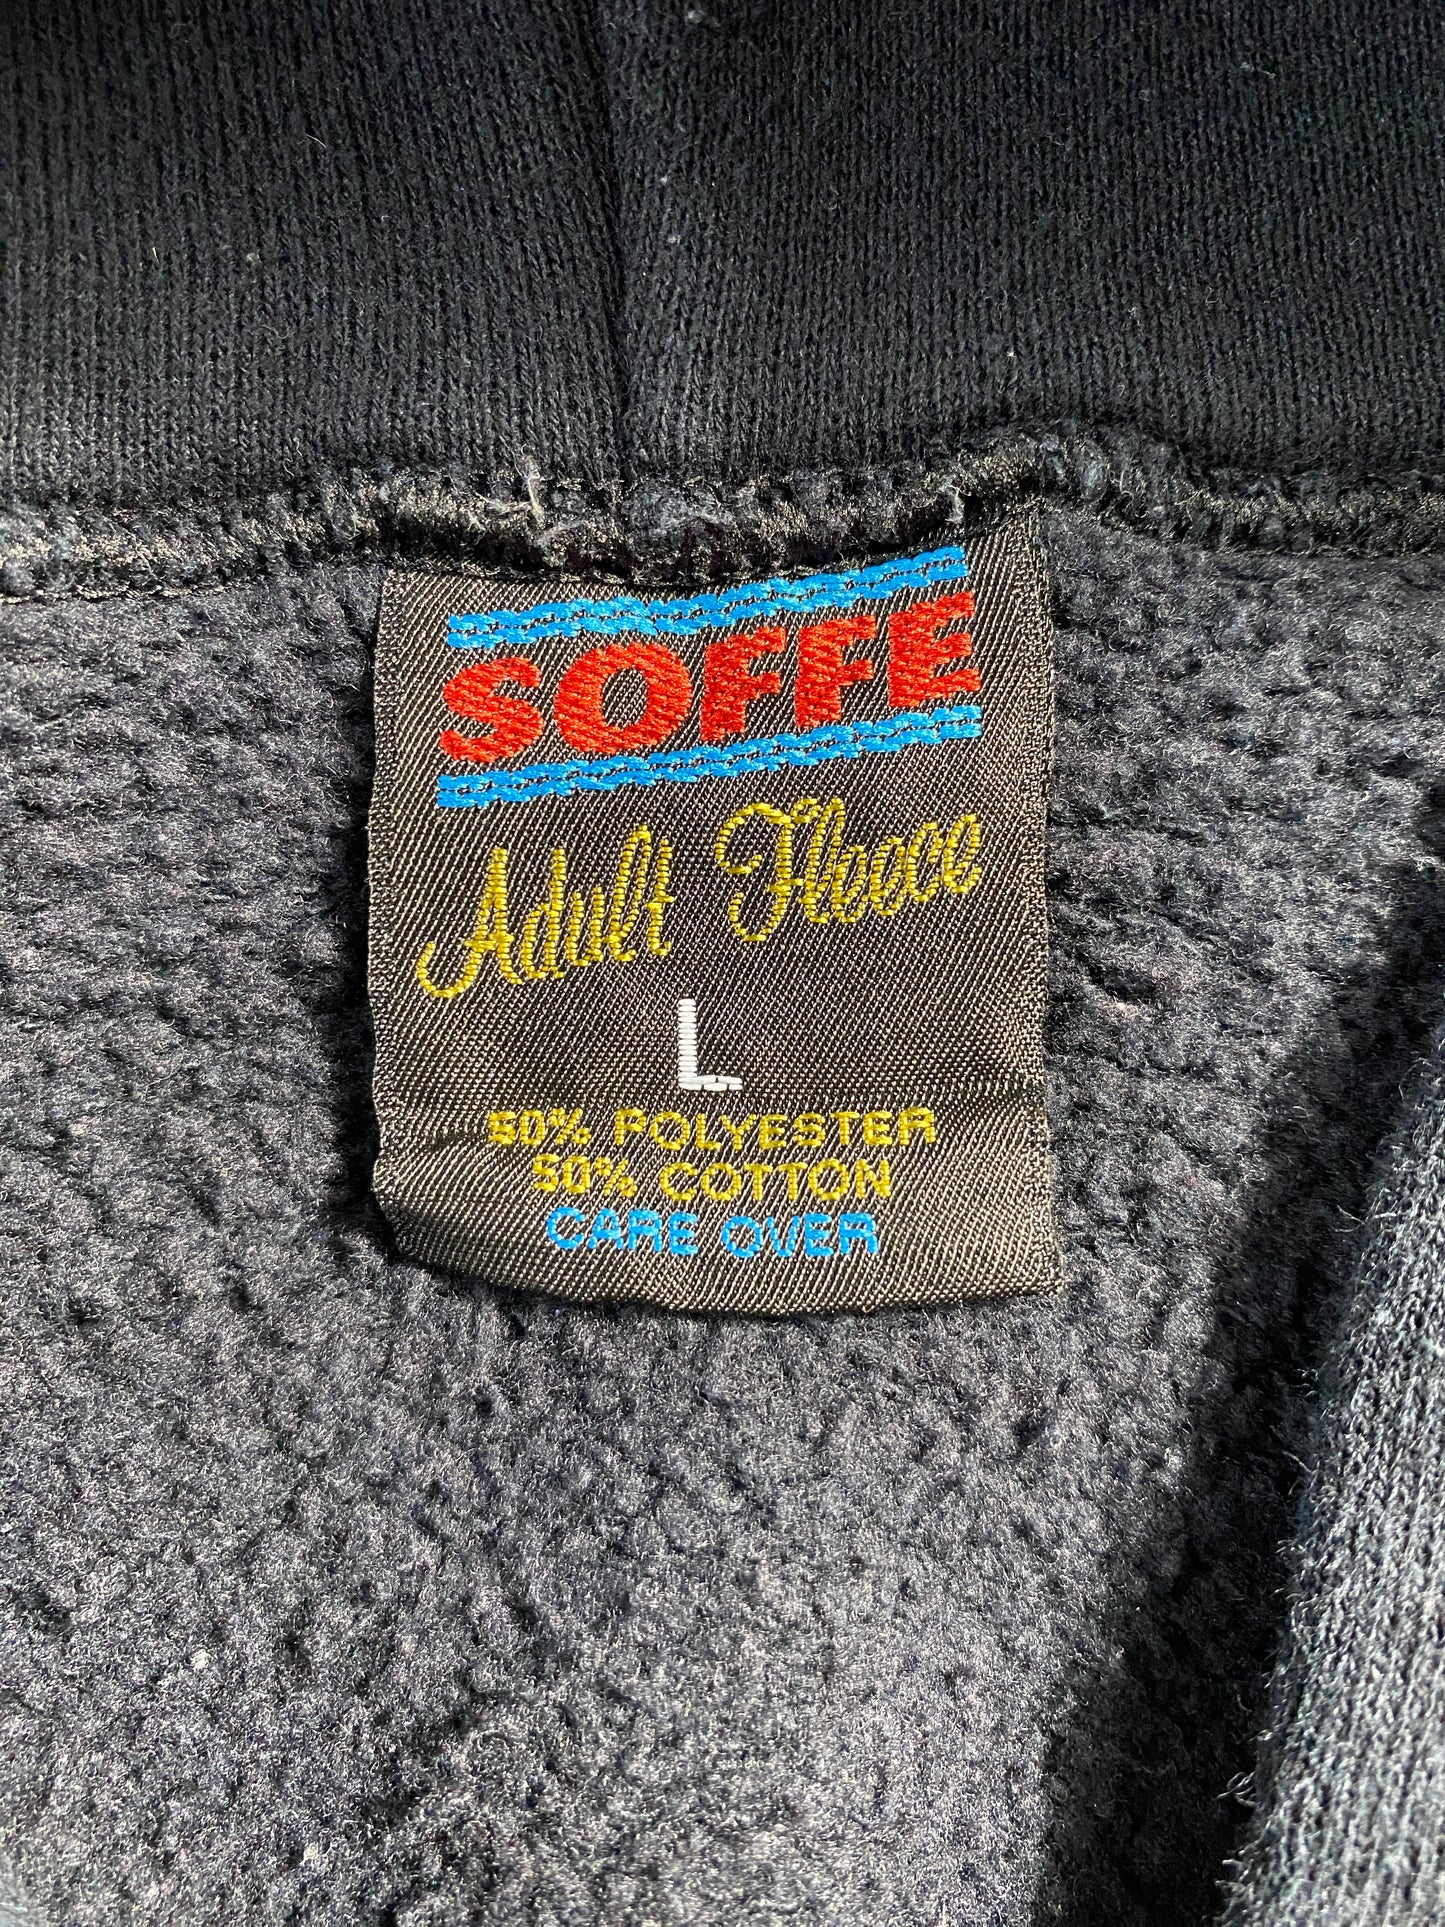 SOFFE
Adult Fleece
L
50% POLYESTER
50% COTTON
CARE OVER